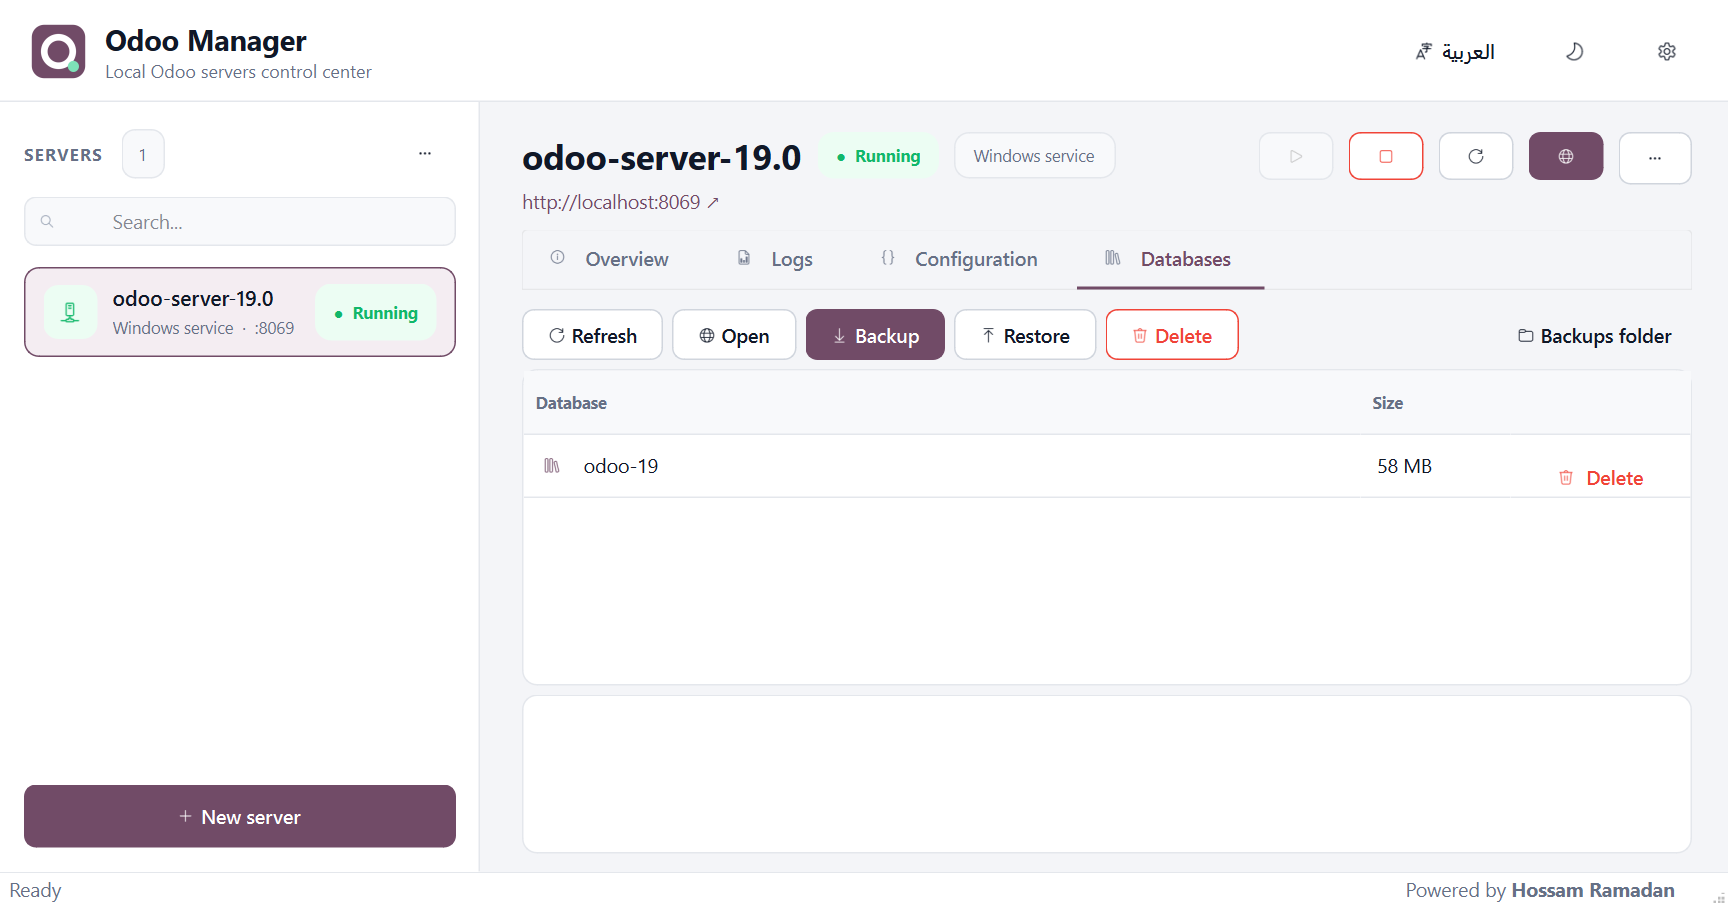 Odoo Manager
Local Odoo servers control center
العربية
SERVERS 1 ...
Search...
odoo-server-19.0
Windows service · :8069
● Running
+ New server
odoo-server-19.0 ● Running Windows service ...
http://localhost:8069 ↗
Overview Logs Configuration Databases
Refresh Open Backup Restore Delete Backups folder
Database Size
odoo-19 58 MB Delete
Ready Powered by Hossam Ramadan